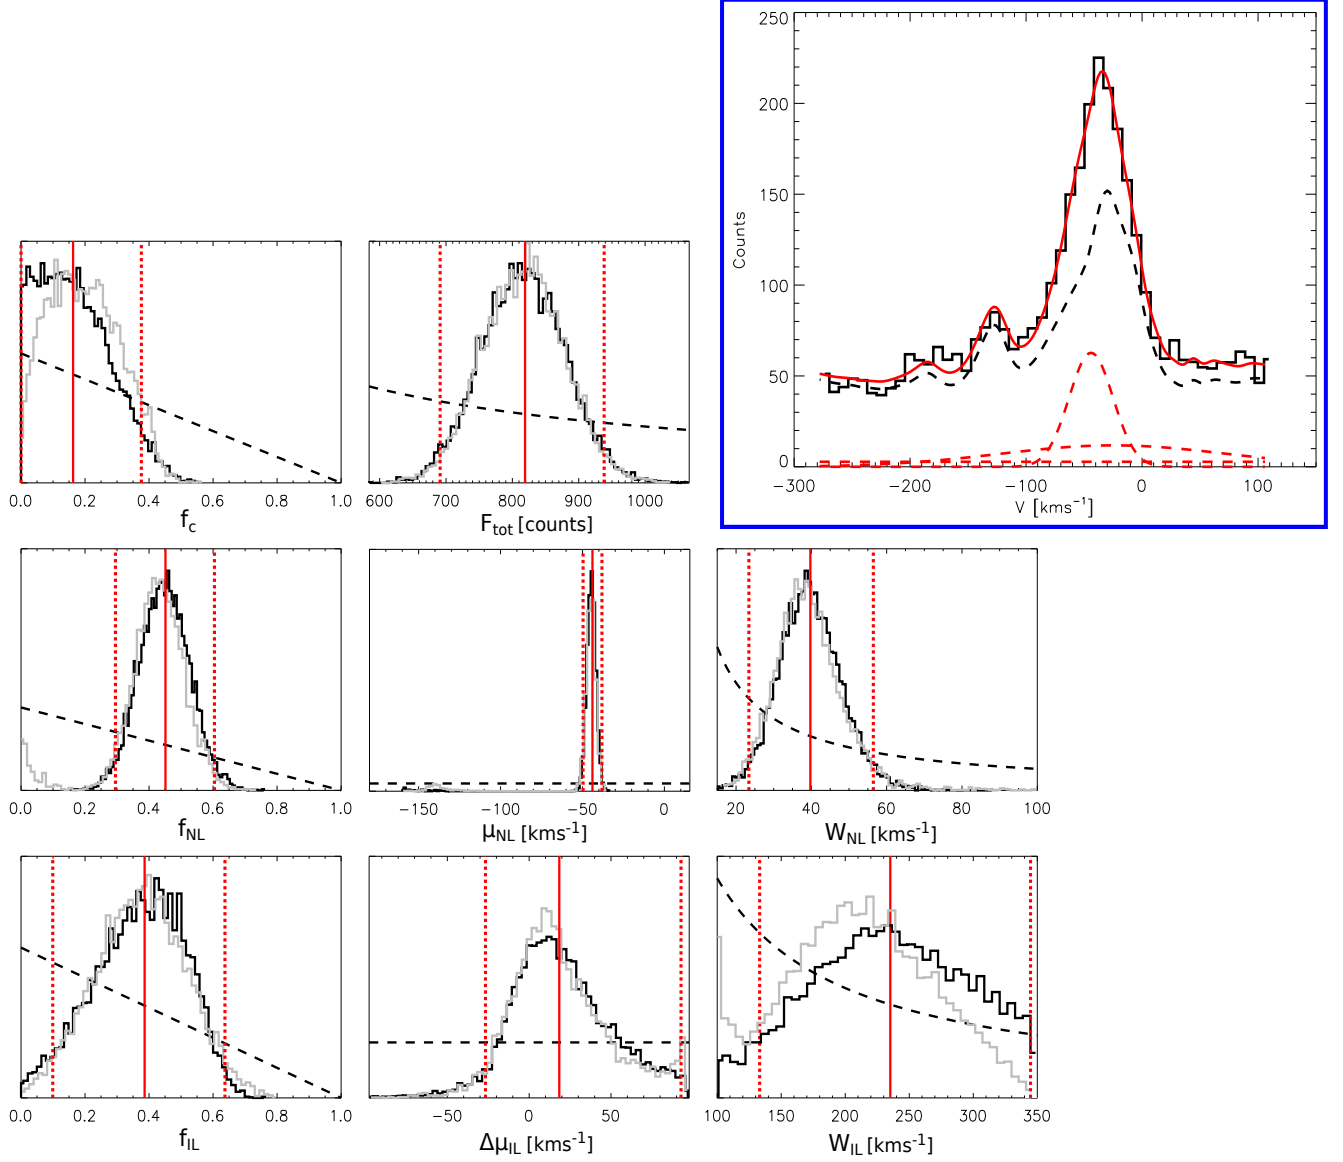 250
200
150
100
50
0
Counts
−300 −200 −100 0 100
V [kms⁻¹]
0.0 0.2 0.4 0.6 0.8 1.0
f_c
600 700 800 900 1000
F_tot [counts]
0.0 0.2 0.4 0.6 0.8 1.0
f_NL
−150 −100 −50 0
μ_NL [kms⁻¹]
20 40 60 80 100
W_NL [kms⁻¹]
0.0 0.2 0.4 0.6 0.8 1.0
f_IL
−50 0 50
Δμ_IL [kms⁻¹]
100 150 200 250 300 350
W_IL [kms⁻¹]